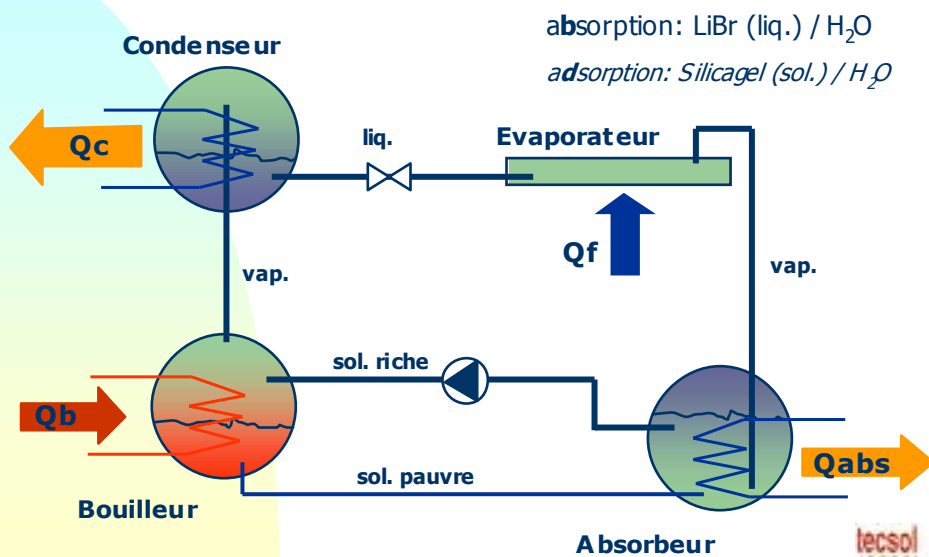 absorption: LiBr (liq.) / H₂O
adsorption: Silicagel (sol.) / H₂O
Condenseur
Qc
liq.
Evaporateur
Qf
vap.
vap.
sol. riche
Qb
sol. pauvre
Qabs
Bouilleur
Absorbeur
tecsol